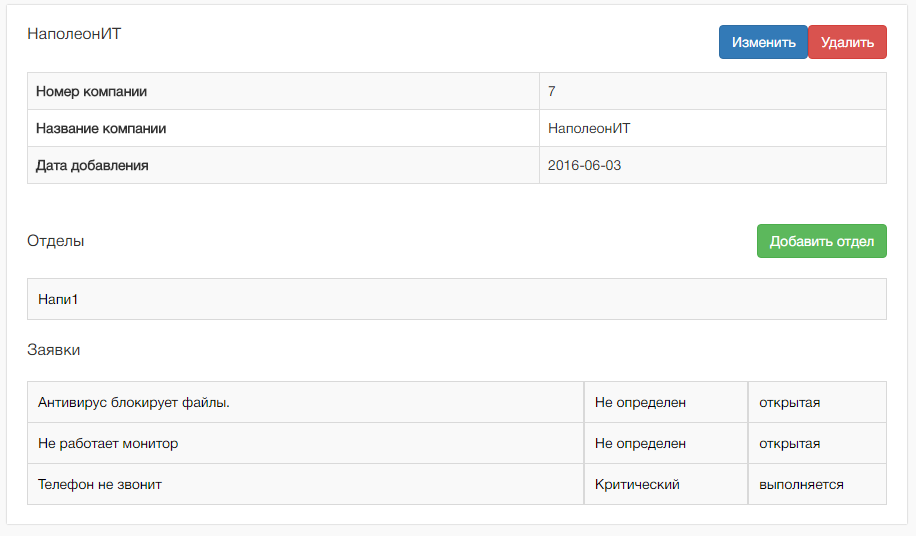 НаполеонИТ
Изменить Удалить
Номер компании 7
Название компании НаполеонИТ
Дата добавления 2016-06-03
Отделы
Добавить отдел
Напи1
Заявки
Антивирус блокирует файлы. Не определен открытая
Не работает монитор Не определен открытая
Телефон не звонит Критический выполняется